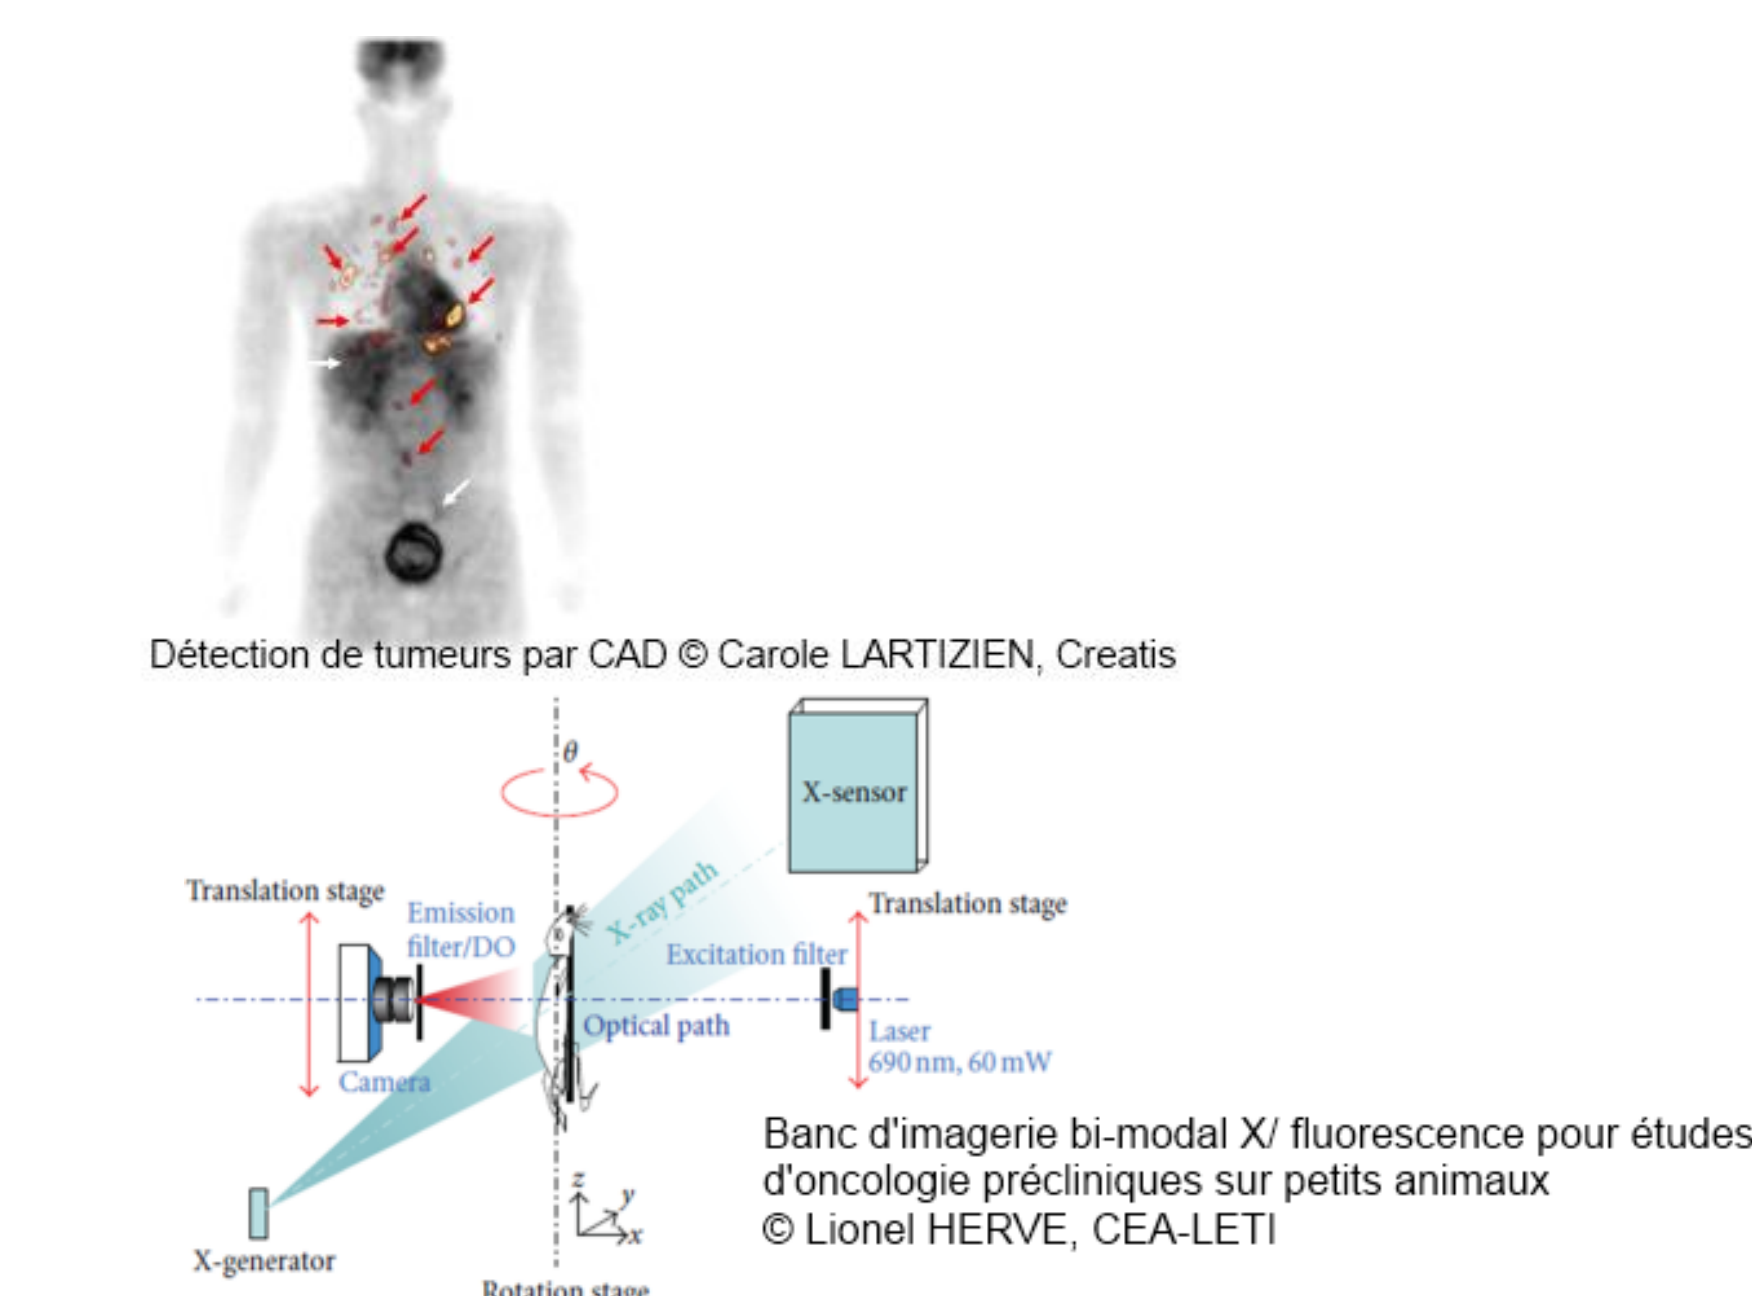 Détection de tumeurs par CAD © Carole LARTIZIEN, Creatis
θ
X-sensor
X-ray path
Translation stage
Emission
filter/DO
Translation stage
Excitation filter
Optical path
Laser
690 nm, 60 mW
Camera
Banc d'imagerie bi-modal X/ fluorescence pour études
d'oncologie précliniques sur petits animaux
© Lionel HERVE, CEA-LETI
z
y
x
X-generator
Rotation stage